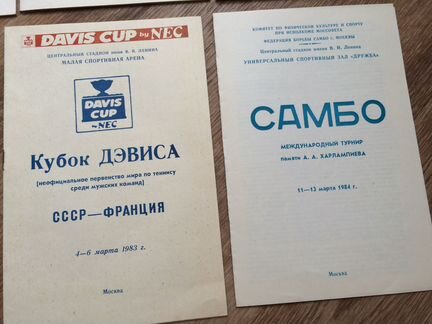 DAVIS CUP by NEC
ЦЕНТРАЛЬНЫЙ СТАДИОН имени В. И. ЛЕНИНА
МАЛАЯ СПОРТИВНАЯ АРЕНА
DAVIS
CUP
by NEC
Кубок ДЭВИСА
(неофициальное первенство мира по теннису
среди мужских команд)
СССР—ФРАНЦИЯ
4—6 марта 1983 г.
Москва
КОМИТЕТ ПО ФИЗИЧЕСКОЙ КУЛЬТУРЕ И СПОРТУ
ПРИ ИСПОЛКОМЕ МОССОВЕТА
ФЕДЕРАЦИЯ БОРЬБЫ САМБО г. МОСКВЫ
Центральный стадион имени В. И. Ленина
УНИВЕРСАЛЬНЫЙ СПОРТИВНЫЙ ЗАЛ «ДРУЖБА»
САМБО
МЕЖДУНАРОДНЫЙ ТУРНИР
ПАМЯТИ А. А. ХАРЛАМПИЕВА
11—13 марта 1984 г.
Москва